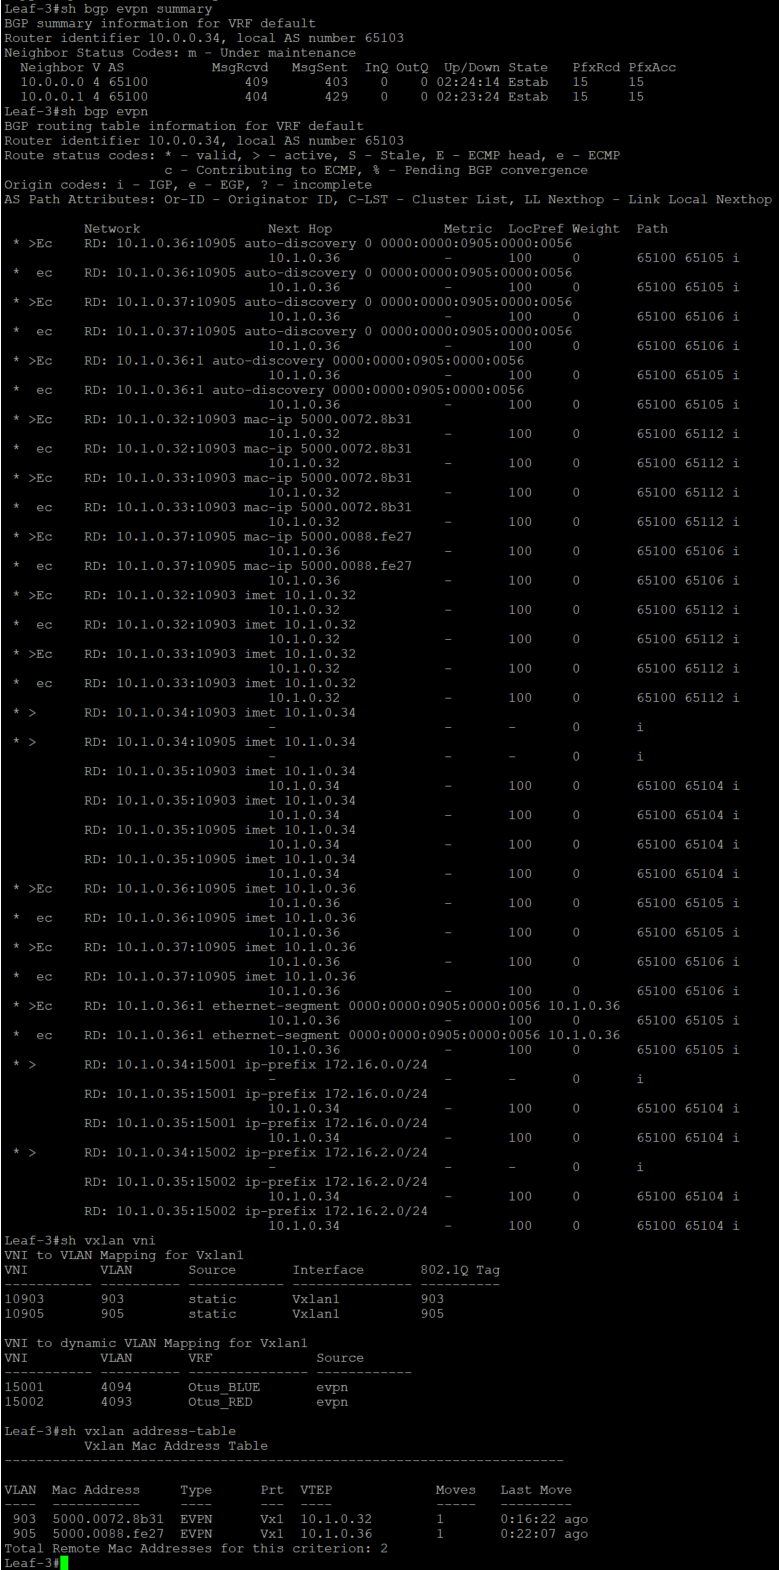 Leaf-3#sh bgp evpn summary
BGP summary information for VRF default
Router identifier 10.0.0.34, local AS number 65103
Neighbor Status Codes: m - Under maintenance
  Neighbor V AS           MsgRcvd   MsgSent  InQ OutQ  Up/Down State   PfxRcd PfxAcc
  10.0.0.0 4 65100            409       403    0    0 02:24:14 Estab   15     15
  10.0.0.1 4 65100            404       429    0    0 02:23:24 Estab   15     15
Leaf-3#sh bgp evpn
BGP routing table information for VRF default
Router identifier 10.0.0.34, local AS number 65103
Route status codes: * - valid, > - active, S - Stale, E - ECMP head, e - ECMP
                    c - Contributing to ECMP, % - Pending BGP convergence
Origin codes: i - IGP, e - EGP, ? - incomplete
AS Path Attributes: Or-ID - Originator ID, C-LST - Cluster List, LL Nexthop - Link Local Nexthop

          Network                Next Hop              Metric  LocPref Weight  Path
 * >Ec    RD: 10.1.0.36:10905 auto-discovery 0 0000:0000:0905:0000:0056
                                 10.1.0.36             -       100     0       65100 65105 i
 *  ec    RD: 10.1.0.36:10905 auto-discovery 0 0000:0000:0905:0000:0056
                                 10.1.0.36             -       100     0       65100 65105 i
 * >Ec    RD: 10.1.0.37:10905 auto-discovery 0 0000:0000:0905:0000:0056
                                 10.1.0.36             -       100     0       65100 65106 i
 *  ec    RD: 10.1.0.37:10905 auto-discovery 0 0000:0000:0905:0000:0056
                                 10.1.0.36             -       100     0       65100 65106 i
 * >Ec    RD: 10.1.0.36:1 auto-discovery 0000:0000:0905:0000:0056
                                 10.1.0.36             -       100     0       65100 65105 i
 *  ec    RD: 10.1.0.36:1 auto-discovery 0000:0000:0905:0000:0056
                                 10.1.0.36             -       100     0       65100 65105 i
 * >Ec    RD: 10.1.0.32:10903 mac-ip 5000.0072.8b31
                                 10.1.0.32             -       100     0       65100 65112 i
 *  ec    RD: 10.1.0.32:10903 mac-ip 5000.0072.8b31
                                 10.1.0.32             -       100     0       65100 65112 i
 * >Ec    RD: 10.1.0.33:10903 mac-ip 5000.0072.8b31
                                 10.1.0.32             -       100     0       65100 65112 i
 *  ec    RD: 10.1.0.33:10903 mac-ip 5000.0072.8b31
                                 10.1.0.32             -       100     0       65100 65112 i
 * >Ec    RD: 10.1.0.37:10905 mac-ip 5000.0088.fe27
                                 10.1.0.36             -       100     0       65100 65106 i
 *  ec    RD: 10.1.0.37:10905 mac-ip 5000.0088.fe27
                                 10.1.0.36             -       100     0       65100 65106 i
 * >Ec    RD: 10.1.0.32:10903 imet 10.1.0.32
                                 10.1.0.32             -       100     0       65100 65112 i
 *  ec    RD: 10.1.0.32:10903 imet 10.1.0.32
                                 10.1.0.32             -       100     0       65100 65112 i
 * >Ec    RD: 10.1.0.33:10903 imet 10.1.0.32
                                 10.1.0.32             -       100     0       65100 65112 i
 *  ec    RD: 10.1.0.33:10903 imet 10.1.0.32
                                 10.1.0.32             -       100     0       65100 65112 i
 * >      RD: 10.1.0.34:10903 imet 10.1.0.34
                                 -                     -       -       0       i
 * >      RD: 10.1.0.34:10905 imet 10.1.0.34
                                 -                     -       -       0       i
          RD: 10.1.0.35:10903 imet 10.1.0.34
                                 10.1.0.34             -       100     0       65100 65104 i
          RD: 10.1.0.35:10903 imet 10.1.0.34
                                 10.1.0.34             -       100     0       65100 65104 i
          RD: 10.1.0.35:10905 imet 10.1.0.34
                                 10.1.0.34             -       100     0       65100 65104 i
          RD: 10.1.0.35:10905 imet 10.1.0.34
                                 10.1.0.34             -       100     0       65100 65104 i
 * >Ec    RD: 10.1.0.36:10905 imet 10.1.0.36
                                 10.1.0.36             -       100     0       65100 65105 i
 *  ec    RD: 10.1.0.36:10905 imet 10.1.0.36
                                 10.1.0.36             -       100     0       65100 65105 i
 * >Ec    RD: 10.1.0.37:10905 imet 10.1.0.36
                                 10.1.0.36             -       100     0       65100 65106 i
 *  ec    RD: 10.1.0.37:10905 imet 10.1.0.36
                                 10.1.0.36             -       100     0       65100 65106 i
 * >Ec    RD: 10.1.0.36:1 ethernet-segment 0000:0000:0905:0000:0056 10.1.0.36
                                 10.1.0.36             -       100     0       65100 65105 i
 *  ec    RD: 10.1.0.36:1 ethernet-segment 0000:0000:0905:0000:0056 10.1.0.36
                                 10.1.0.36             -       100     0       65100 65105 i
 * >      RD: 10.1.0.34:15001 ip-prefix 172.16.0.0/24
                                 -                     -       -       0       i
          RD: 10.1.0.35:15001 ip-prefix 172.16.0.0/24
                                 10.1.0.34             -       100     0       65100 65104 i
          RD: 10.1.0.35:15001 ip-prefix 172.16.0.0/24
                                 10.1.0.34             -       100     0       65100 65104 i
 * >      RD: 10.1.0.34:15002 ip-prefix 172.16.2.0/24
                                 -                     -       -       0       i
          RD: 10.1.0.35:15002 ip-prefix 172.16.2.0/24
                                 10.1.0.34             -       100     0       65100 65104 i
          RD: 10.1.0.35:15002 ip-prefix 172.16.2.0/24
                                 10.1.0.34             -       100     0       65100 65104 i
Leaf-3#sh vxlan vni
VNI to VLAN Mapping for Vxlan1
VNI         VLAN       Source       Interface       802.1Q Tag
----------- ---------- ------------ --------------- ----------
10903       903        static       Vxlan1          903
10905       905        static       Vxlan1          905

VNI to dynamic VLAN Mapping for Vxlan1
VNI         VLAN       VRF             Source
----------- ---------- --------------- ------------
15001       4094       Otus_BLUE       evpn
15002       4093       Otus_RED        evpn

Leaf-3#sh vxlan address-table
          Vxlan Mac Address Table
----------------------------------------------------------------------

VLAN  Mac Address     Type      Prt  VTEP             Moves   Last Move
----  -----------     ----      ---  ----             -----   ---------
 903  5000.0072.8b31  EVPN      Vx1  10.1.0.32        1       0:16:22 ago
 905  5000.0088.fe27  EVPN      Vx1  10.1.0.36        1       0:22:07 ago
Total Remote Mac Addresses for this criterion: 2
Leaf-3#